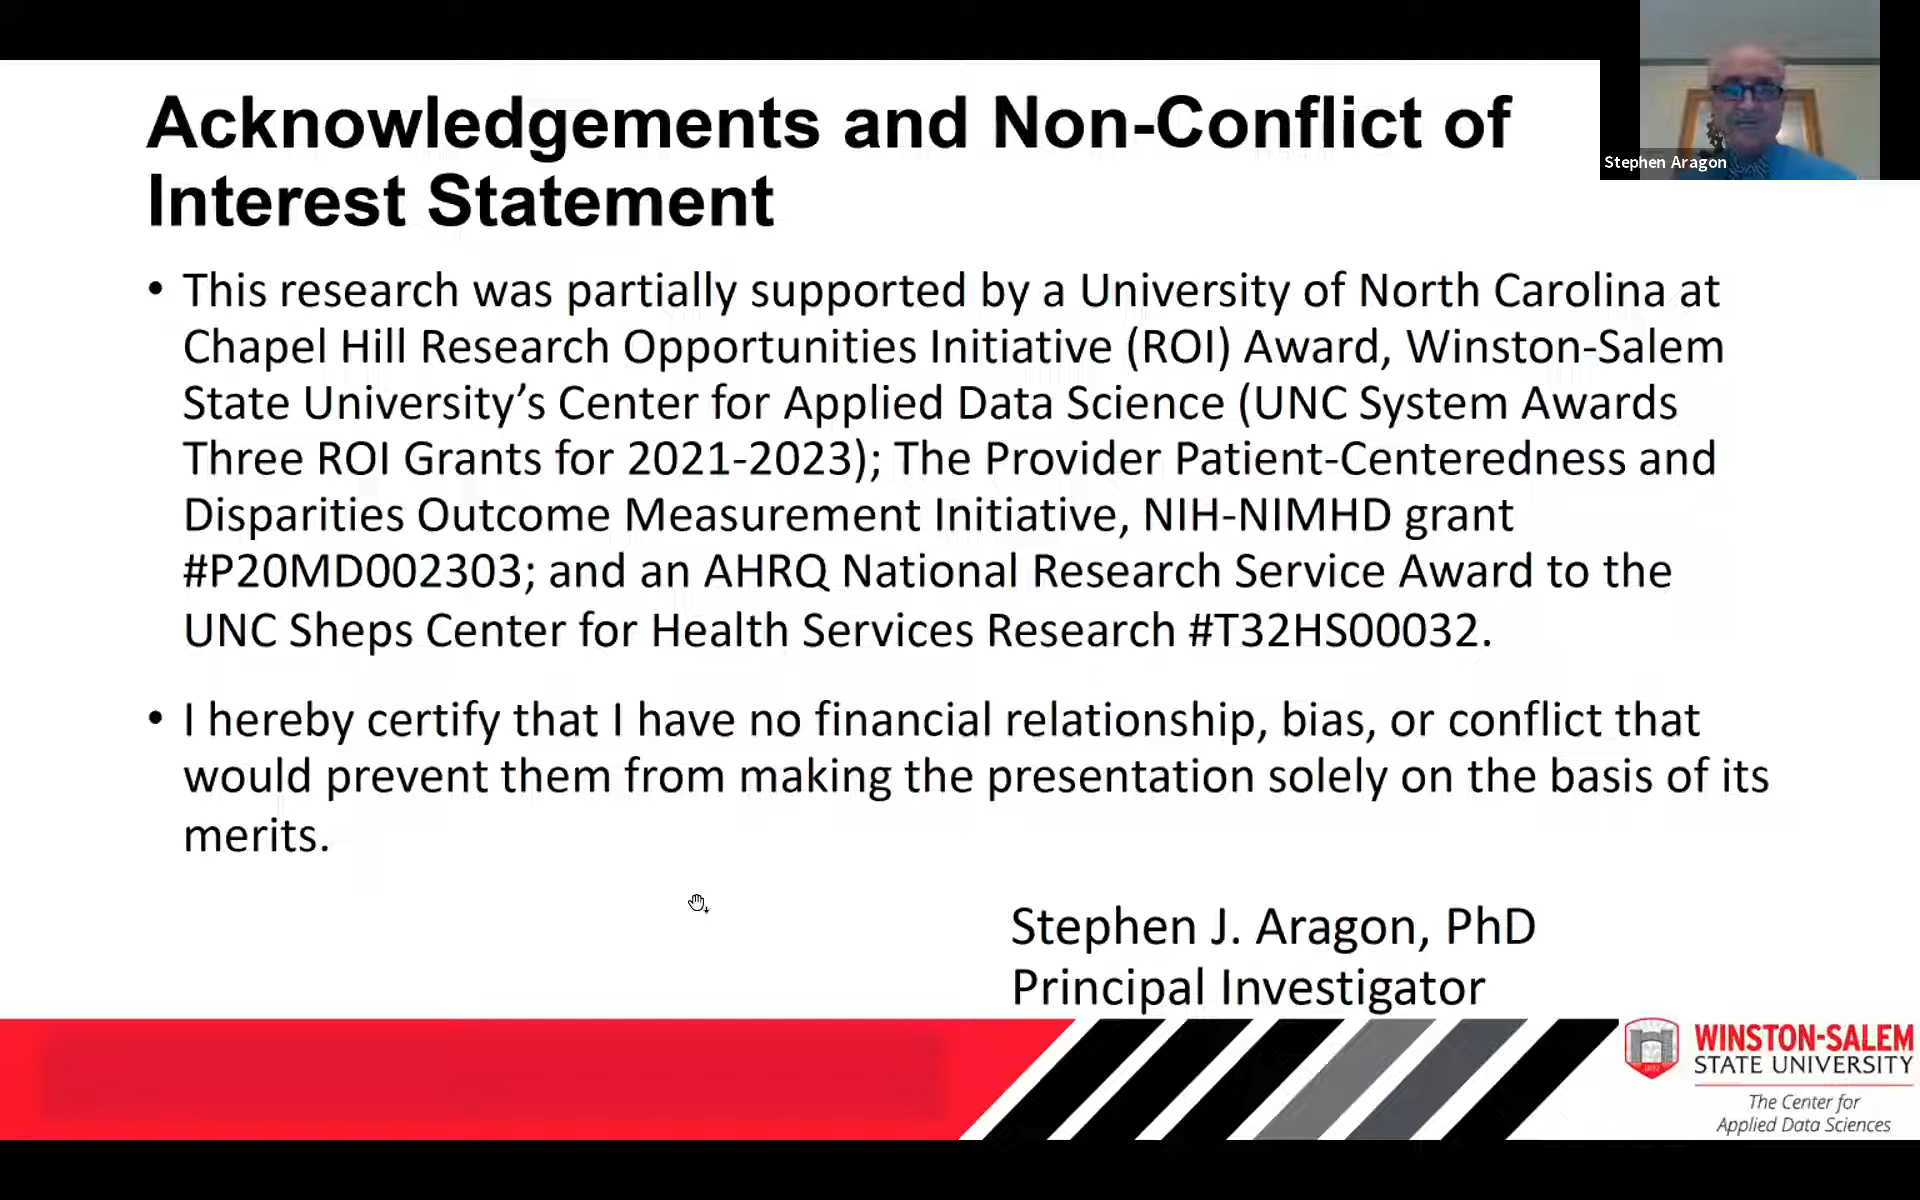 Acknowledgements and Non-Conflict of
Interest Statement
Stephen Aragon
• This research was partially supported by a University of North Carolina at
Chapel Hill Research Opportunities Initiative (ROI) Award, Winston-Salem
State University’s Center for Applied Data Science (UNC System Awards
Three ROI Grants for 2021-2023); The Provider Patient-Centeredness and
Disparities Outcome Measurement Initiative, NIH-NIMHD grant
#P20MD002303; and an AHRQ National Research Service Award to the
UNC Sheps Center for Health Services Research #T32HS00032.
• I hereby certify that I have no financial relationship, bias, or conflict that
would prevent them from making the presentation solely on the basis of its
merits.
Stephen J. Aragon, PhD
Principal Investigator
WINSTON-SALEM
STATE UNIVERSITY
The Center for
Applied Data Sciences